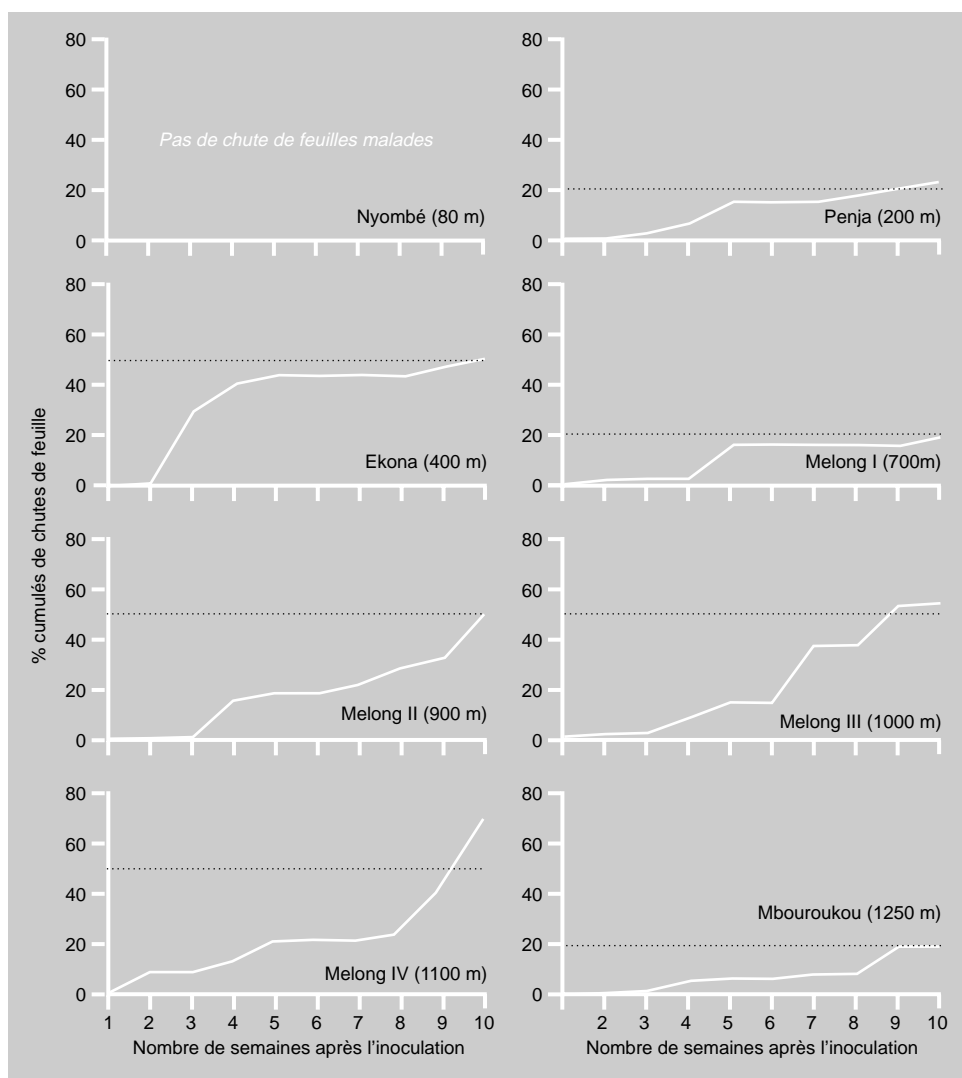 80
60
40
20
0
Pas de chute de feuilles malades
Nyombé (80 m)
80
60
40
20
0
Penja (200 m)
80
60
40
20
0
Ekona (400 m)
80
60
40
20
0
Melong I (700m)
% cumulés de chutes de feuille
80
60
40
20
0
Melong II (900 m)
80
60
40
20
0
Melong III (1000 m)
80
60
40
20
0
Melong IV (1100 m)
1 2 3 4 5 6 7 8 9 10
Nombre de semaines après l’inoculation
80
60
40
20
0
Mbouroukou (1250 m)
2 3 4 5 6 7 8 9 10
Nombre de semaines après l’inoculation